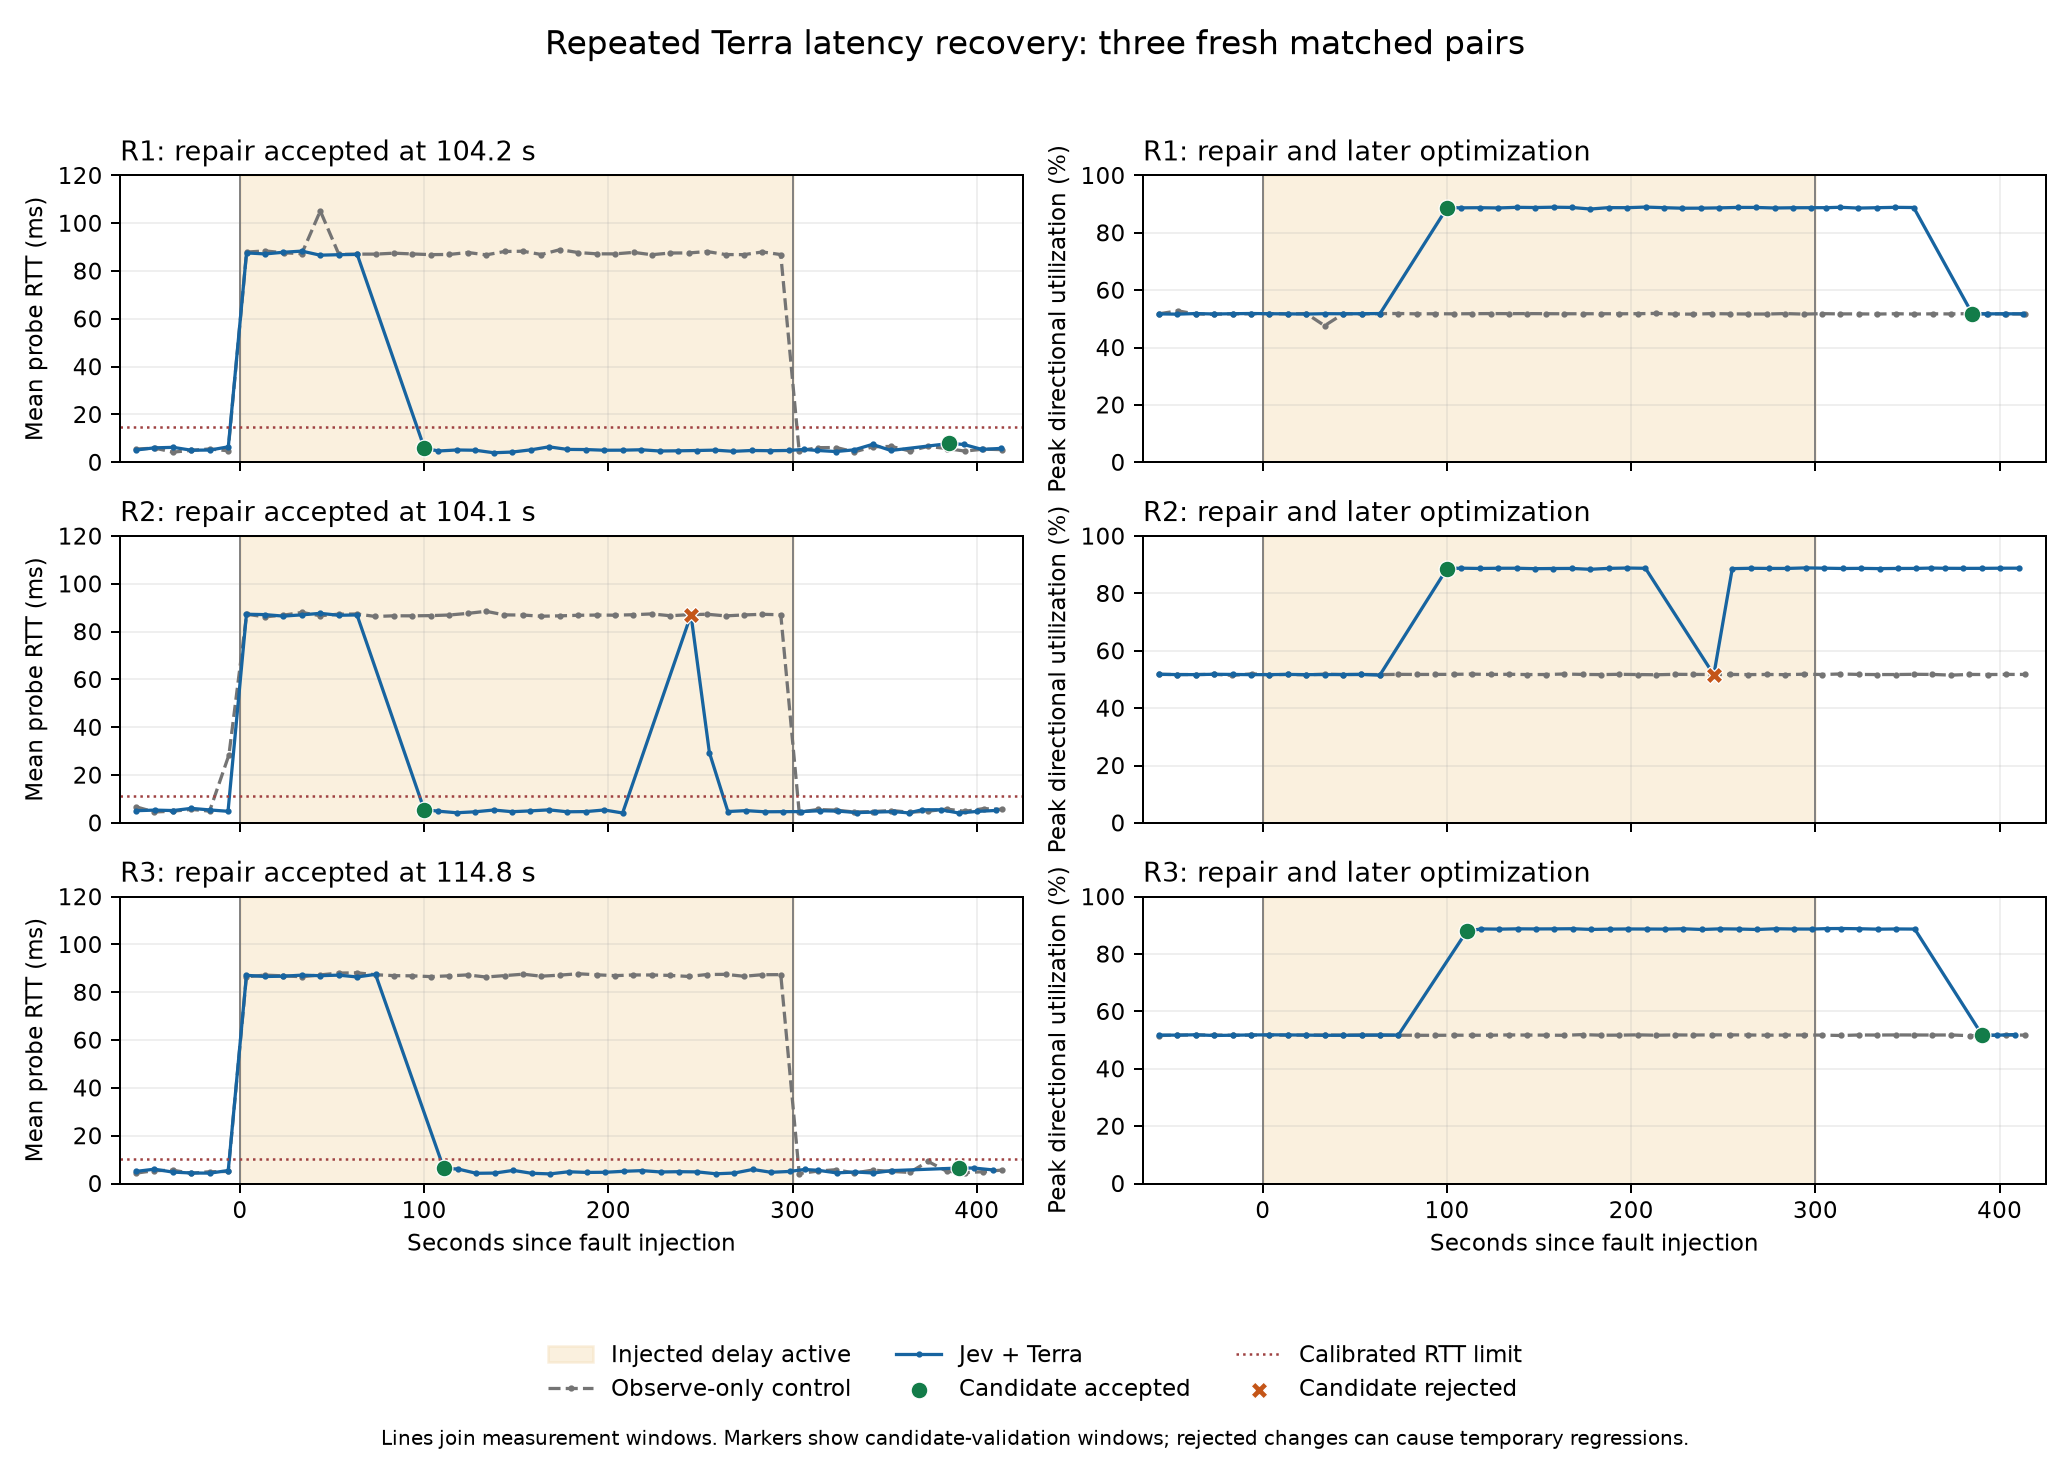 Repeated Terra latency recovery: three fresh matched pairs
R1: repair accepted at 104.2 s
Mean probe RTT (ms)
120
100
80
60
40
20
0
R1: repair and later optimization
Peak directional utilization (%)
100
80
60
40
20
0
R2: repair accepted at 104.1 s
Mean probe RTT (ms)
120
100
80
60
40
20
0
R2: repair and later optimization
Peak directional utilization (%)
100
80
60
40
20
0
R3: repair accepted at 114.8 s
Mean probe RTT (ms)
120
100
80
60
40
20
0
0 100 200 300 400
Seconds since fault injection
R3: repair and later optimization
Peak directional utilization (%)
100
80
60
40
20
0
0 100 200 300 400
Seconds since fault injection
Injected delay active
Observe-only control
Jev + Terra
Candidate accepted
Calibrated RTT limit
Candidate rejected
Lines join measurement windows. Markers show candidate-validation windows; rejected changes can cause temporary regressions.